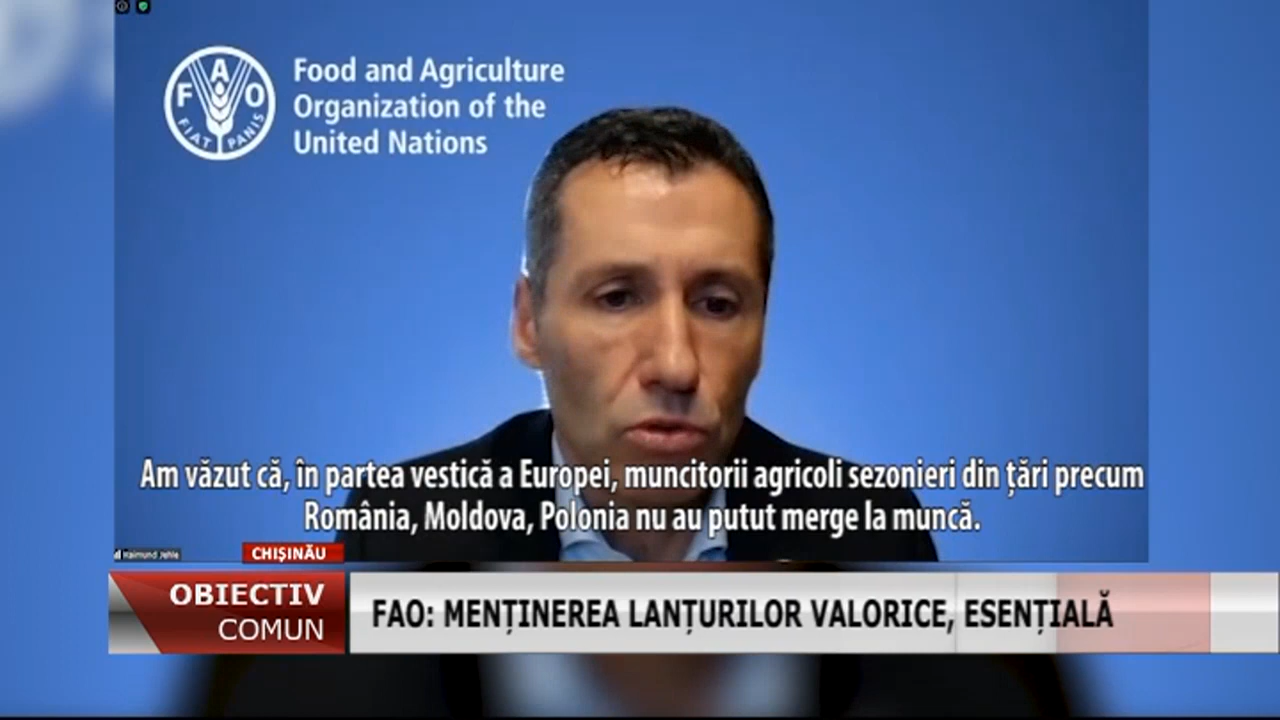 FAO
FIAT PANIS
Food and Agriculture
Organization of the
United Nations
Am văzut că, în partea vestică a Europei, muncitorii agricoli sezonieri din țări precum
România, Moldova, Polonia nu au putut merge la muncă.
Raimund Jehle
CHIȘINĂU
OBIECTIV
COMUN
FAO: MENȚINEREA LANȚURILOR VALORICE, ESENȚIALĂ